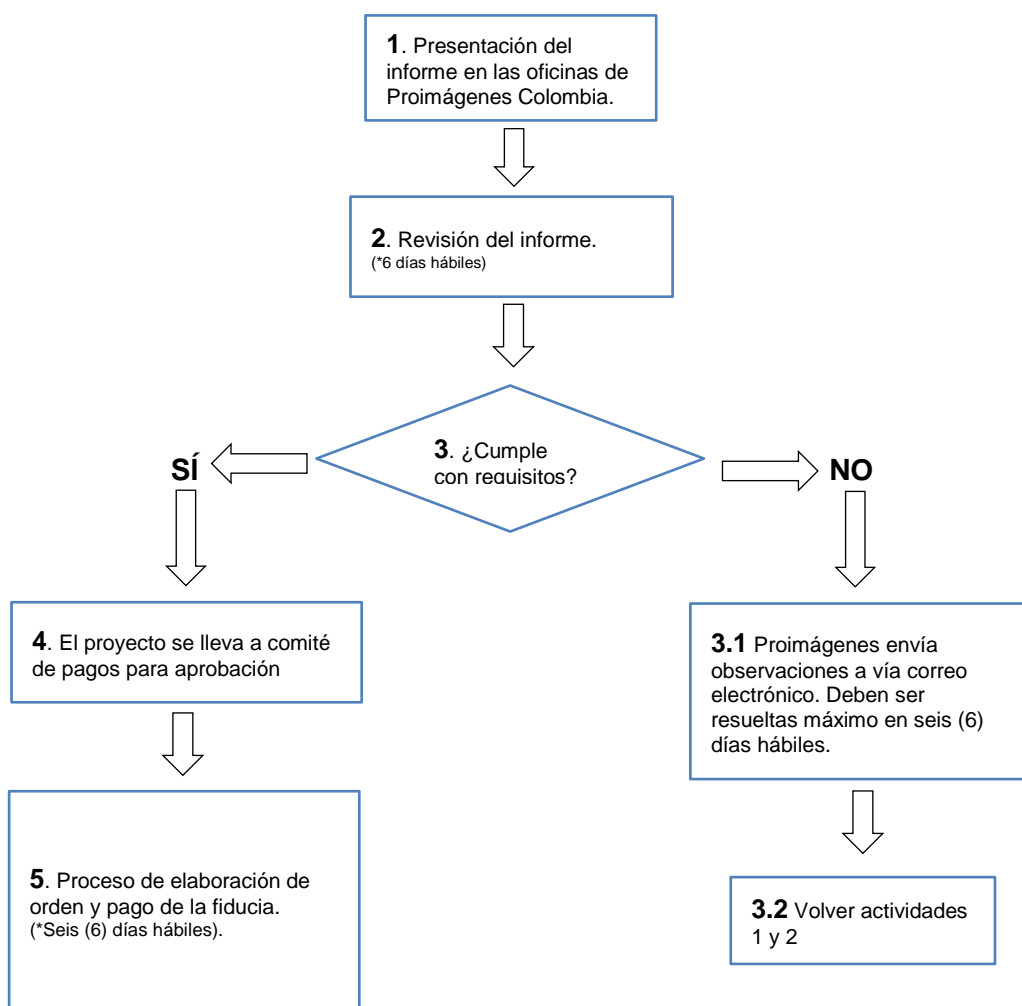 1. Presentación del
informe en las oficinas de
Proimágenes Colombia.
2. Revisión del informe.
(*6 días hábiles)
3. ¿Cumple
con requisitos?
SÍ
NO
4. El proyecto se lleva a comité
de pagos para aprobación
3.1 Proimágenes envía
observaciones a vía correo
electrónico. Deben ser
resueltas máximo en seis (6)
días hábiles.
5. Proceso de elaboración de
orden y pago de la fiducia.
(*Seis (6) días hábiles).
3.2 Volver actividades
1 y 2